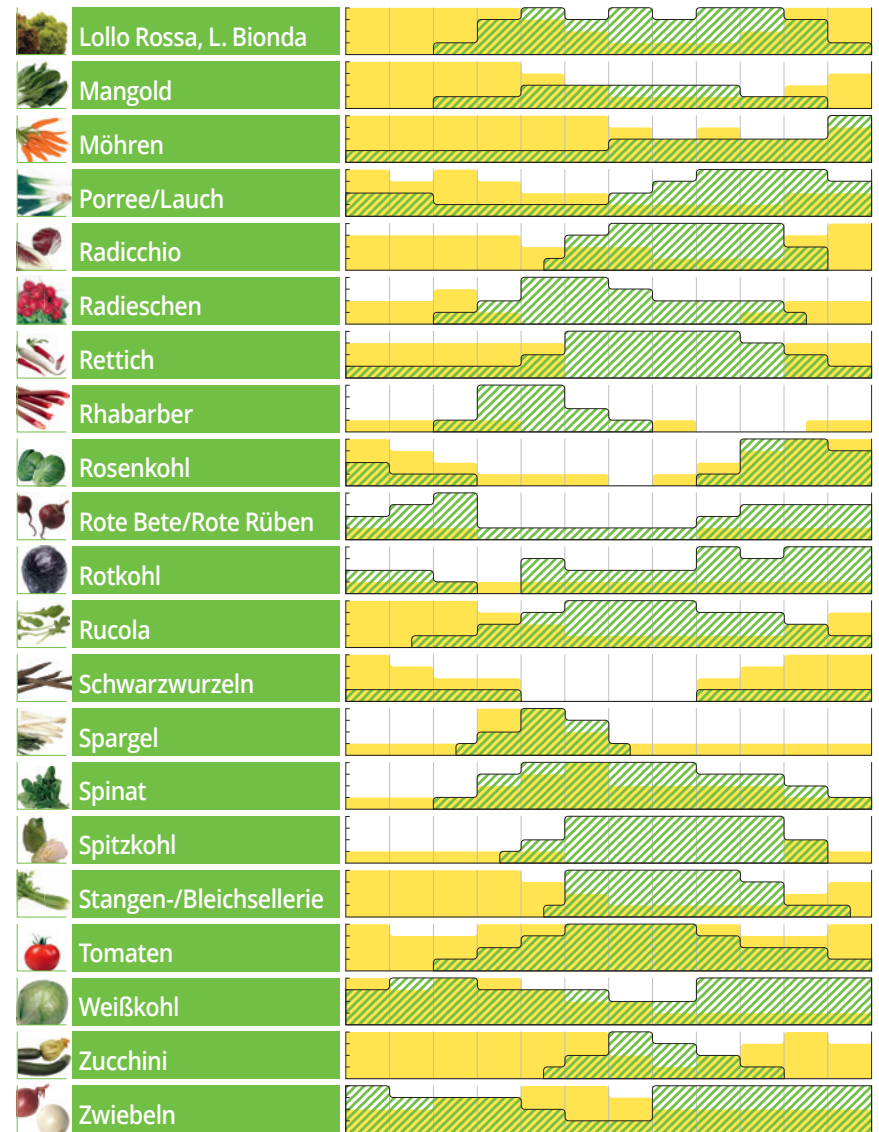 Lollo Rossa, L. Bionda
Mangold
Möhren
Porree/Lauch
Radicchio
Radieschen
Rettich
Rhabarber
Rosenkohl
Rote Bete/Rote Rüben
Rotkohl
Rucola
Schwarzwurzeln
Spargel
Spinat
Spitzkohl
Stangen-/Bleichsellerie
Tomaten
Weißkohl
Zucchini
Zwiebeln